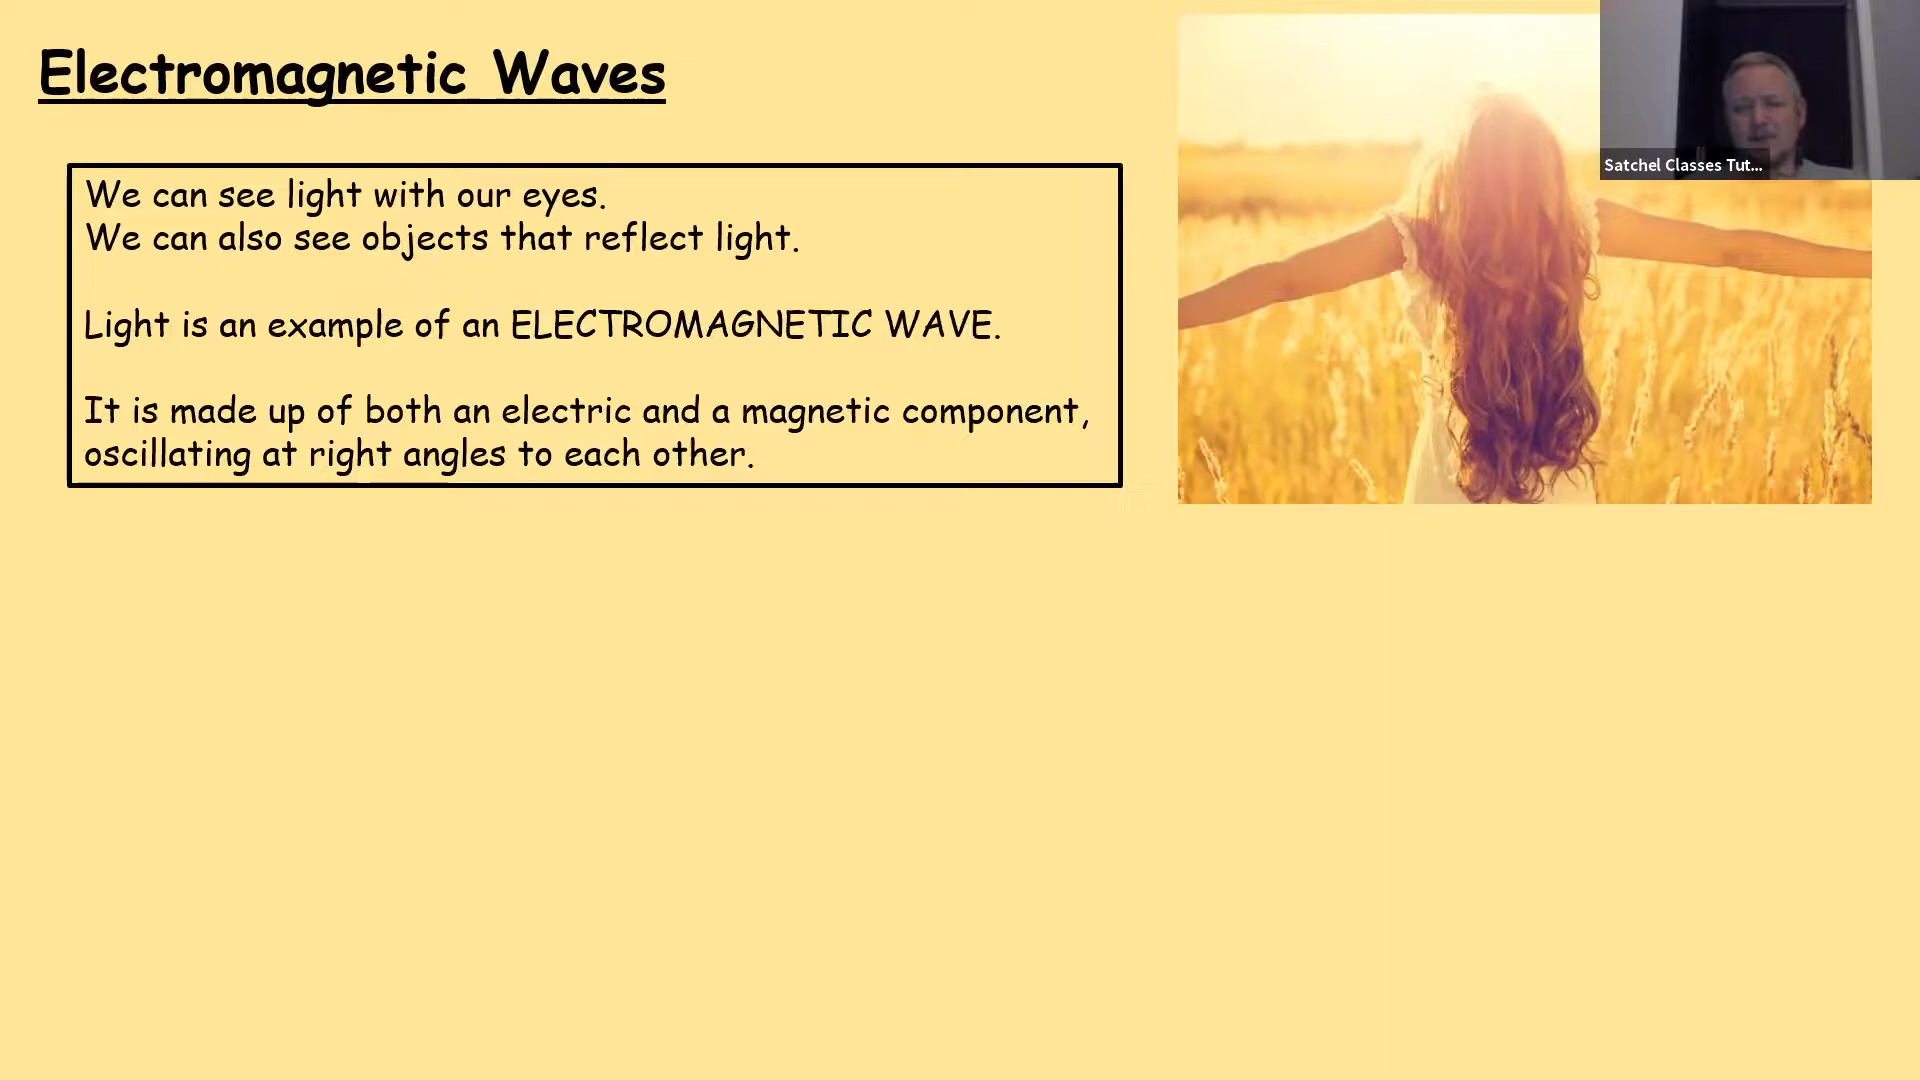 Electromagnetic Waves
We can see light with our eyes.
We can also see objects that reflect light.
Light is an example of an ELECTROMAGNETIC WAVE.
It is made up of both an electric and a magnetic component,
oscillating at right angles to each other.
Satchel Classes Tut...